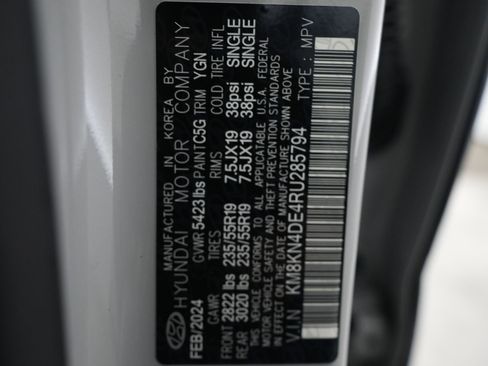 MANUFACTURED IN KOREA BY
HYUNDAI MOTOR COMPANY
FEB/2024 GVWR 5423 lbs PAINT TC5G TRIM YGN
GAWR TIRES RIMS COLD TIRE INFL
FRONT 2822 lbs 235/55R19 7.5JX19 38psi SINGLE
REAR 3020 lbs 235/55R19 7.5JX19 38psi SINGLE
THIS VEHICLE CONFORMS TO ALL APPLICABLE U.S.A. FEDERAL
MOTOR VEHICLE SAFETY AND THEFT PREVENTION STANDARDS
IN EFFECT ON THE DATE OF MANUFACTURE SHOWN ABOVE
V.I.N KM8KN4DE4RU285794 TYPE : MPV